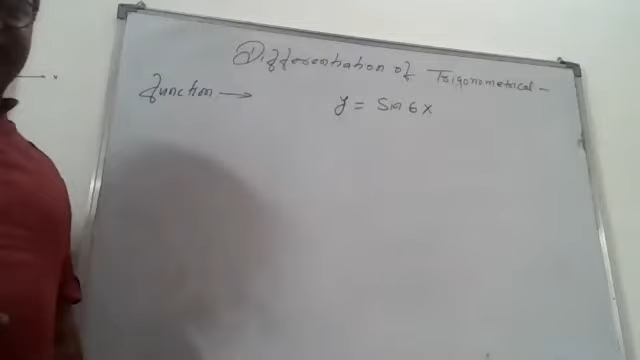 Differentiation of Trigonometrical -
function →
y = Sin 6x